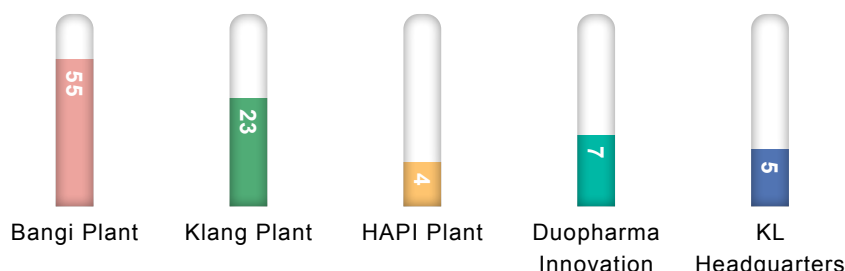 55
23
4
7
5
Bangi Plant
Klang Plant
HAPI Plant
Duopharma
Innovation
KL
Headquarters